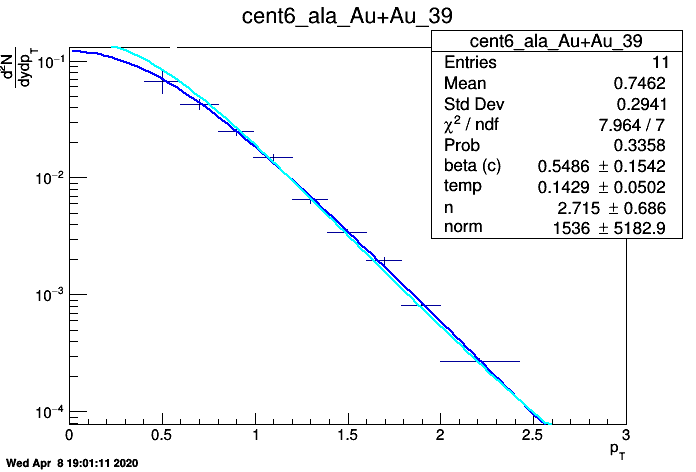 cent6_ala_Au+Au_39
cent6_ala_Au+Au_39
Entries 11
Mean 0.7462
Std Dev 0.2941
χ² / ndf 7.964 / 7
Prob 0.3358
beta (c) 0.5486 ± 0.1542
temp 0.1429 ± 0.0502
n 2.715 ± 0.686
norm 1536 ± 5182.9
d²N
dydp_T
10⁻¹
10⁻²
10⁻³
10⁻⁴
0 0.5 1 1.5 2 2.5 3
p_T
Wed Apr 8 19:01:11 2020